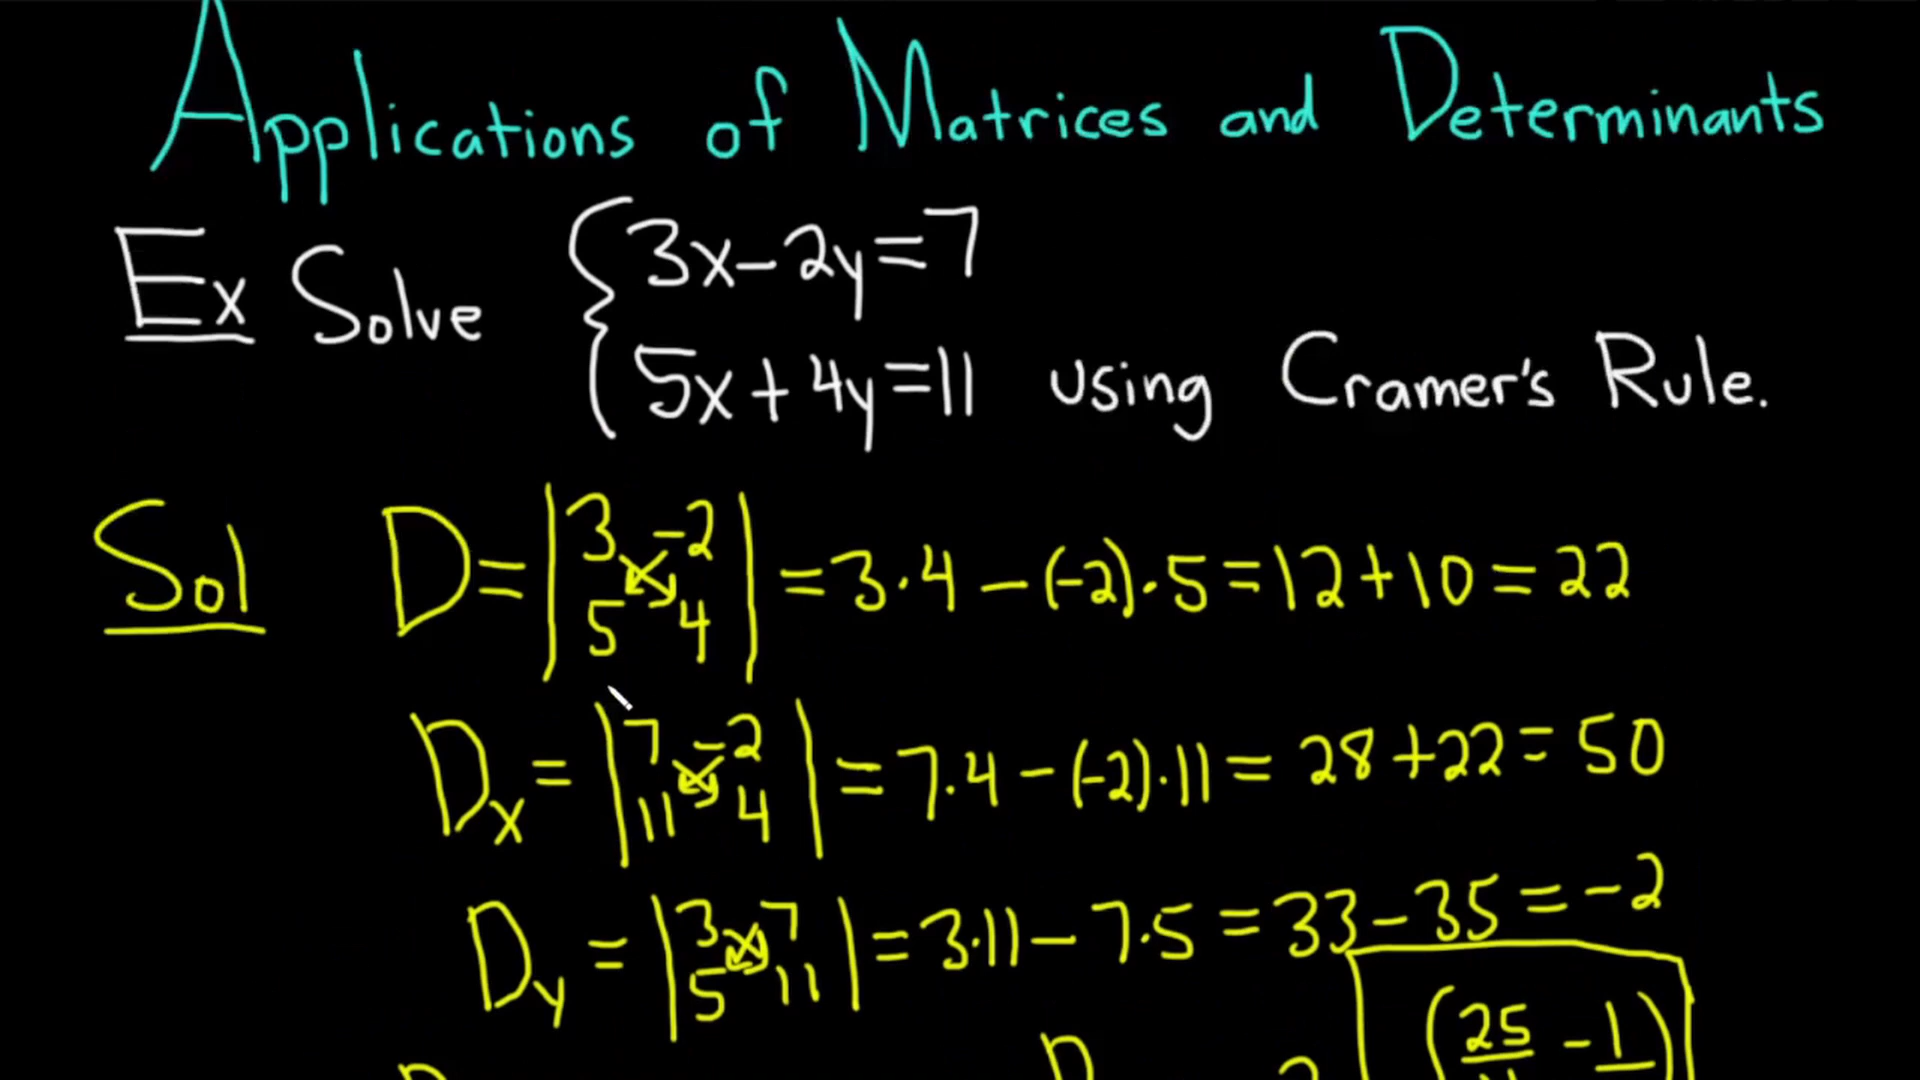 Applications of Matrices and Determinants
Ex Solve { 3x-2y=7
5x+4y=11 using Cramer's Rule.
Sol D = | 3 -2 | = 3·4 - (-2)·5 = 12+10 = 22
5 4
Dx = | 7 -2 | = 7·4 - (-2)·11 = 28+22 = 50
11 4
Dy = | 3 7 | = 3·11 - 7·5 = 33-35 = -2
5 11
( 25 -1 )